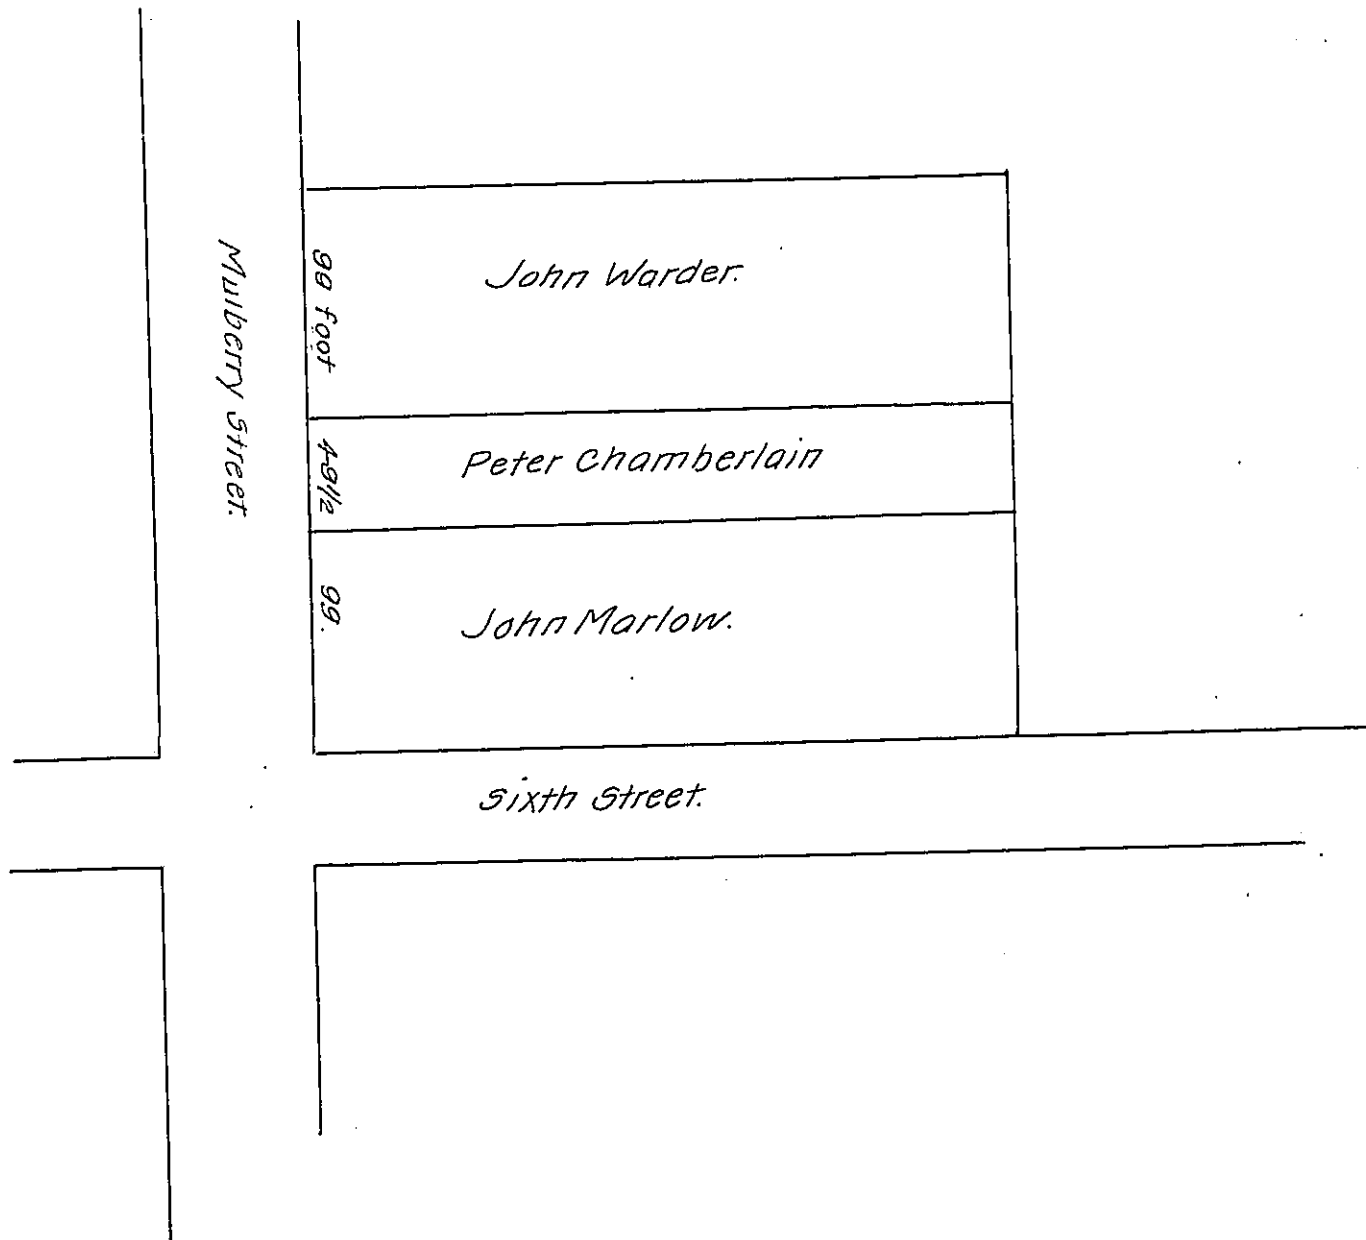 Mulberry Street.
99 foot
John Warder.
49½
Peter Chamberlain
99.
John Marlow.
Sixth Street.